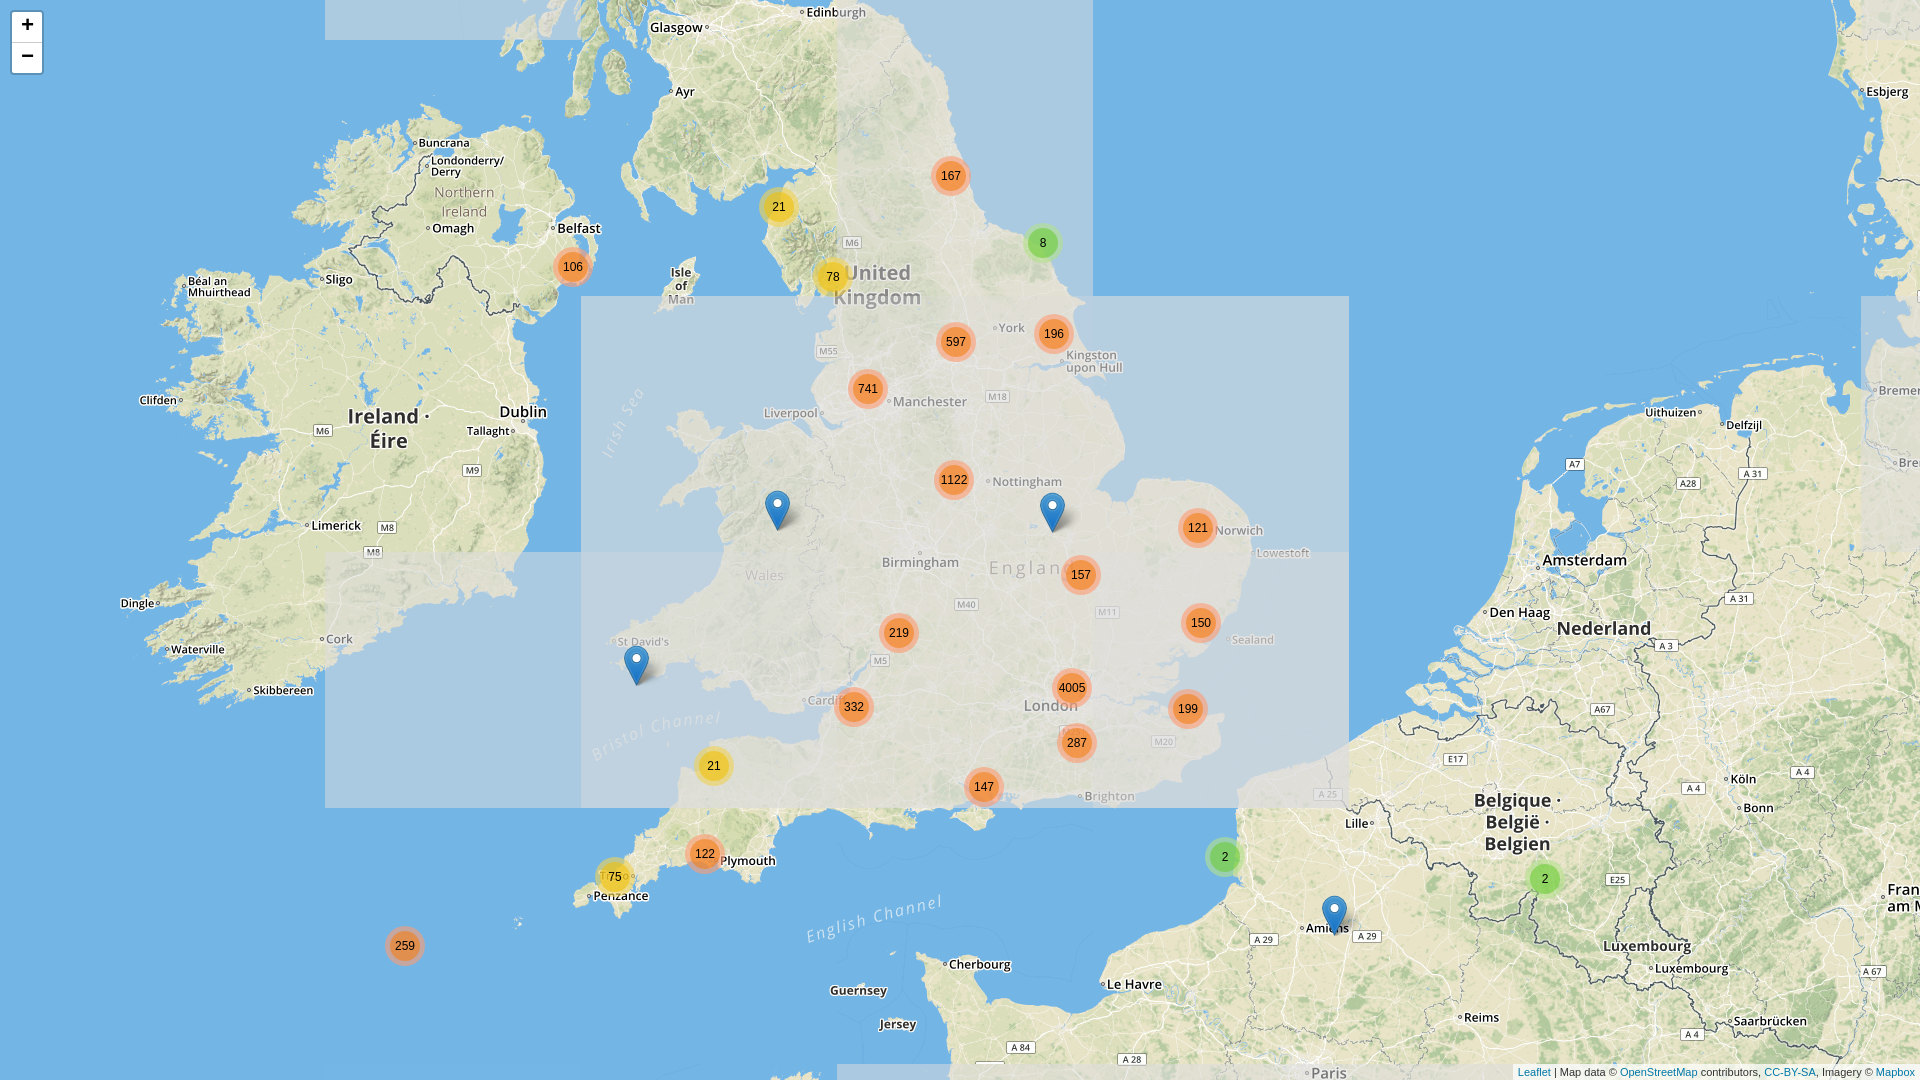 +
−
Edinburgh
Glasgow
Ayr
Esbjerg
Buncrana
Londonderry/
Derry
Northern
Ireland
Omagh
Belfast
106
167
21
8
M6
78
United
Kingdom
Isle
of
Man
Béal an
Mhuirthead
Sligo
York
196
597
M55
Kingston
upon Hull
741
Manchester
M18
Liverpool
Irish Sea
Clifden
Ireland ·
Éire
Dublin
Tallaght
M6
M9
Uithuizen
Delfzijl
A7
A 31
A28
1122
Nottingham
Limerick
M8
M8
121
Norwich
Lowestoft
Birmingham
Wales
157
Amsterdam
A 31
Dingle
M40
M11
Den Haag
Nederland
219
150
Sealand
Cork
St David's
Waterville
M5
A 3
Skibbereen
4005
London
199
A67
Cardiff
332
Bristol Channel
287
M20
E17
21
147
Brighton
A 25
Köln
A 4
A 4
Bonn
Belgique ·
België ·
Belgien
Lille
122
Plymouth
2
75
Penzance
2
E25
English Channel
Amiens
A 29
A 29
259
Luxembourg
Luxembourg
A 67
Cherbourg
Guernsey
Le Havre
Jersey
Reims
Saarbrücken
A 4
A 84
A 28
Paris
Leaflet | Map data © OpenStreetMap contributors, CC-BY-SA, Imagery © Mapbox